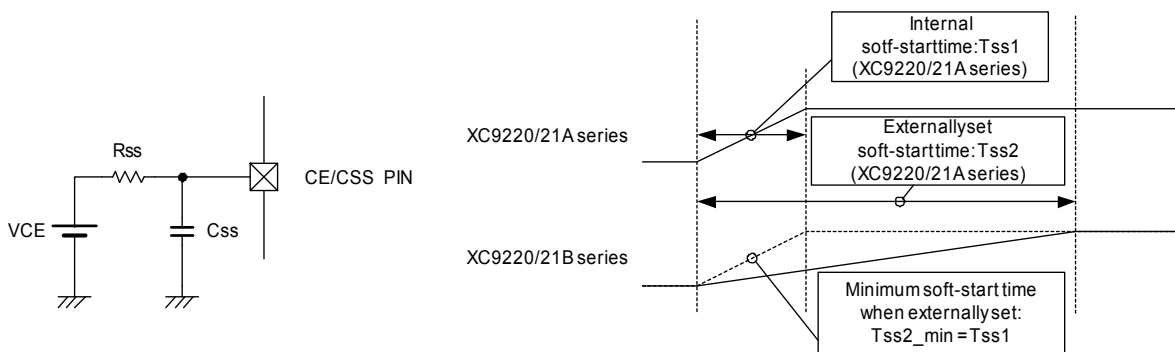 Rss
CE/CSS PIN
VCE
Css
Internal
sotf-starttime:Tss1
(XC9220/21A series)
XC9220/21A series
Externallyset
soft-starttime:Tss2
(XC9220/21A series)
XC9220/21B series
Minimum soft-start time
when externallyset:
Tss2_min=Tss1